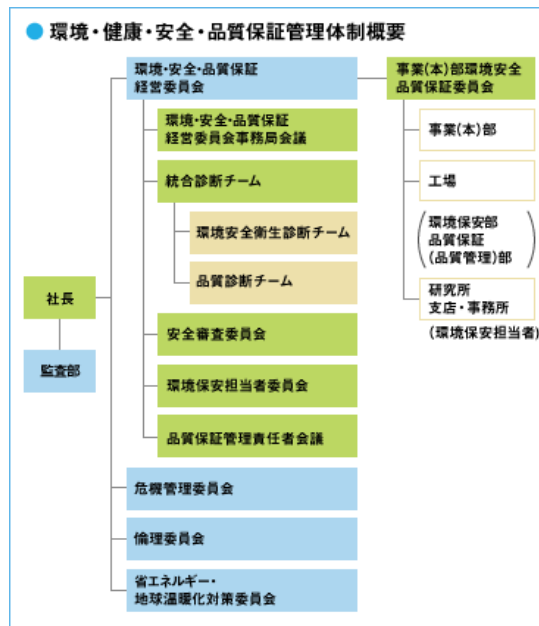 環境・健康・安全・品質保証管理体制概要
環境・安全・品質保証
経営委員会
事業(本)部環境安全
品質保証委員会
環境・安全・品質保証
経営委員会事務局会議
事業(本)部
統合診断チーム
工場
環境安全衛生診断チーム
(環境保安部
品質保証
(品質管理)部)
品質診断チーム
研究所
支店・事務所
(環境保安担当者)
社長
監査部
安全審査委員会
環境保安担当者委員会
品質保証管理責任者会議
危機管理委員会
倫理委員会
省エネルギー・
地球温暖化対策委員会